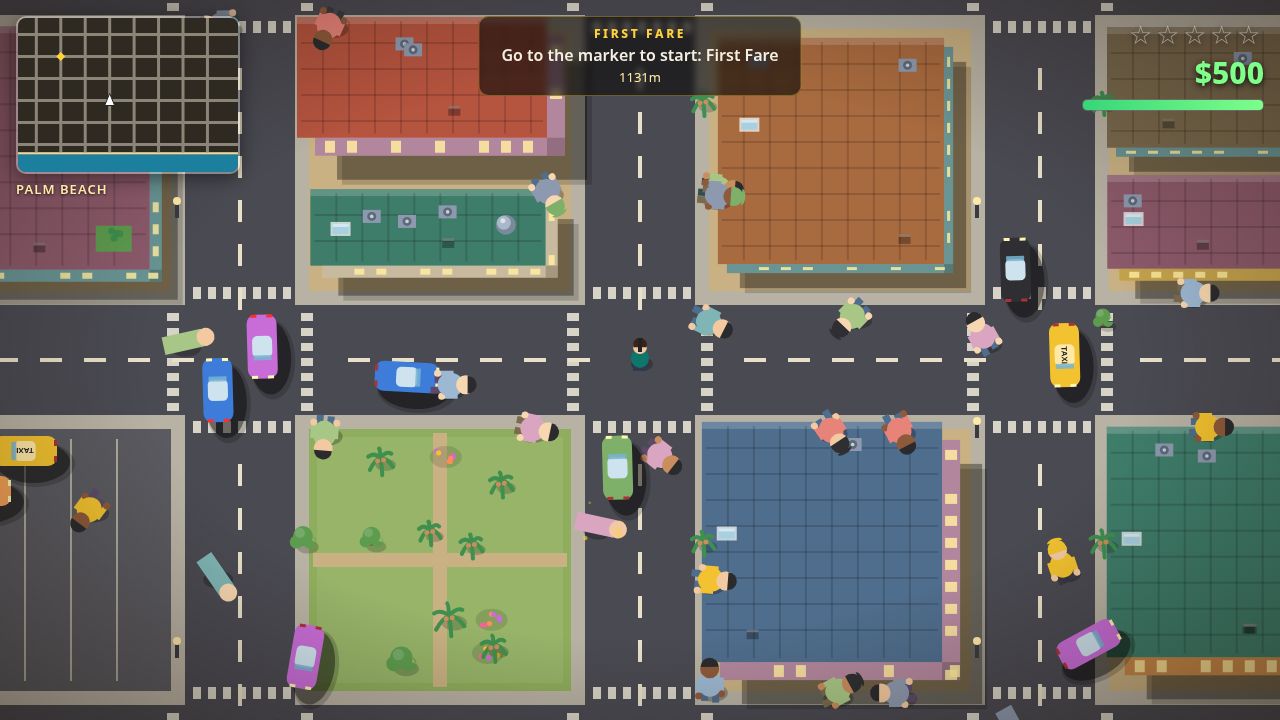 FIRST FARE
Go to the marker to start: First Fare
1131m
$500
PALM BEACH
TAXI
TAXI